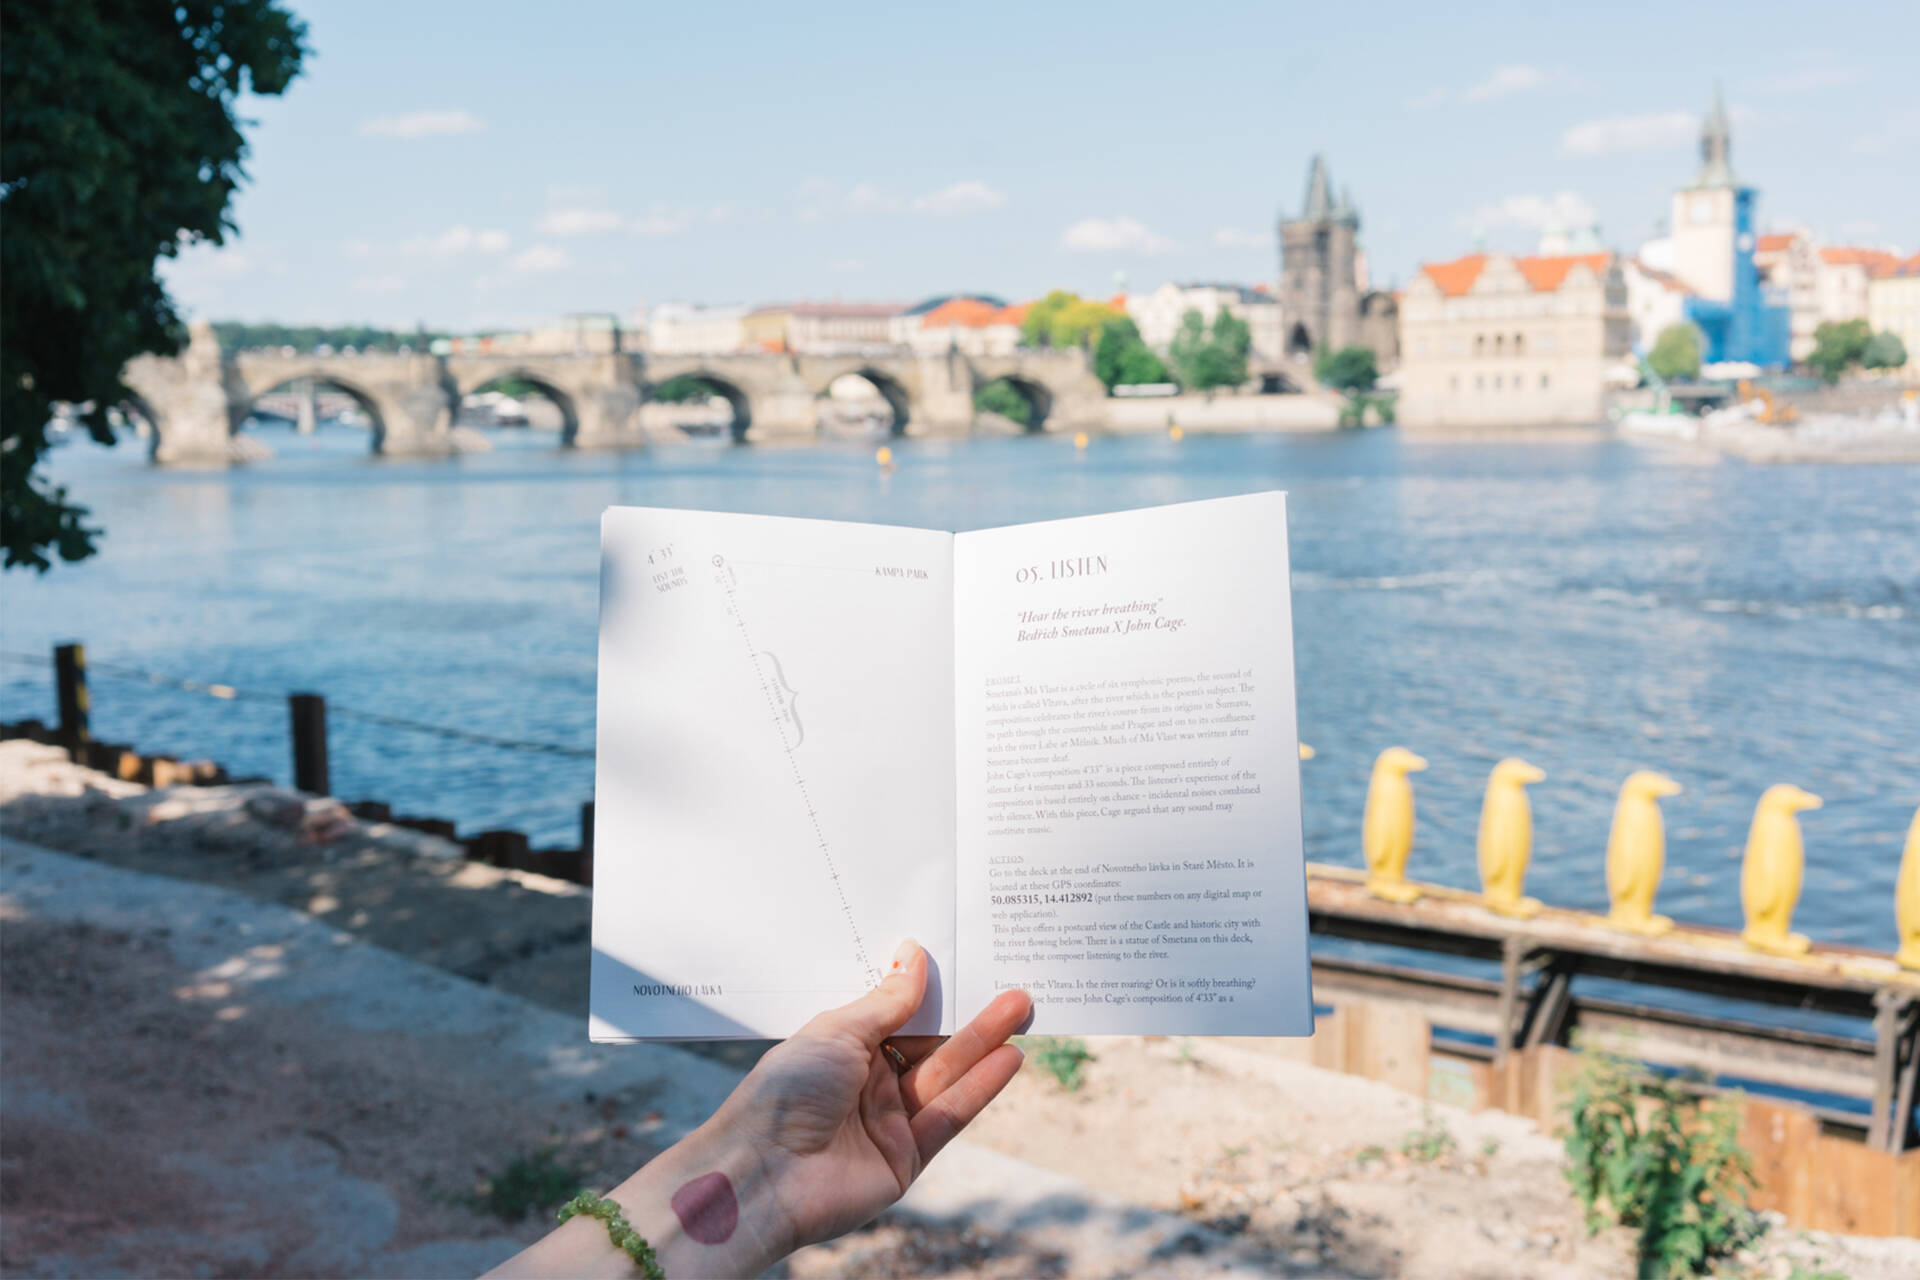 4' 33"
LIST THE
SOUNDS
KAMPA PARK
ONE MINUTE
NOVOTNÉHO LÁVKA
05. LISTEN
"Hear the river breathing"
Bedřich Smetana X John Cage.
PROMPT
Smetana's Má Vlast is a cycle of six symphonic poems, the second of
which is called Vltava, after the river which is the poem's subject. The
composition celebrates the river's course from its origins in Šumava,
its path through the countryside and Prague and on to its confluence
with the river Labe at Mělník. Much of Má Vlast was written after
Smetana became deaf.
John Cage's composition 4'33" is a piece composed entirely of
silence for 4 minutes and 33 seconds. The listener's experience of the
composition is based entirely on chance - incidental noises combined
with silence. With this piece, Cage argued that any sound may
constitute music.
ACTION
Go to the deck at the end of Novotného lávka in Staré Město. It is
located at these GPS coordinates:
50.085315, 14.412892 (put these numbers on any digital map or
web application).
This place offers a postcard view of the Castle and historic city with
the river flowing below. There is a statue of Smetana on this deck,
depicting the composer listening to the river.
Listen to the Vltava. Is the river roaring? Or is it softly breathing?
here uses John Cage's composition of 4'33" as a